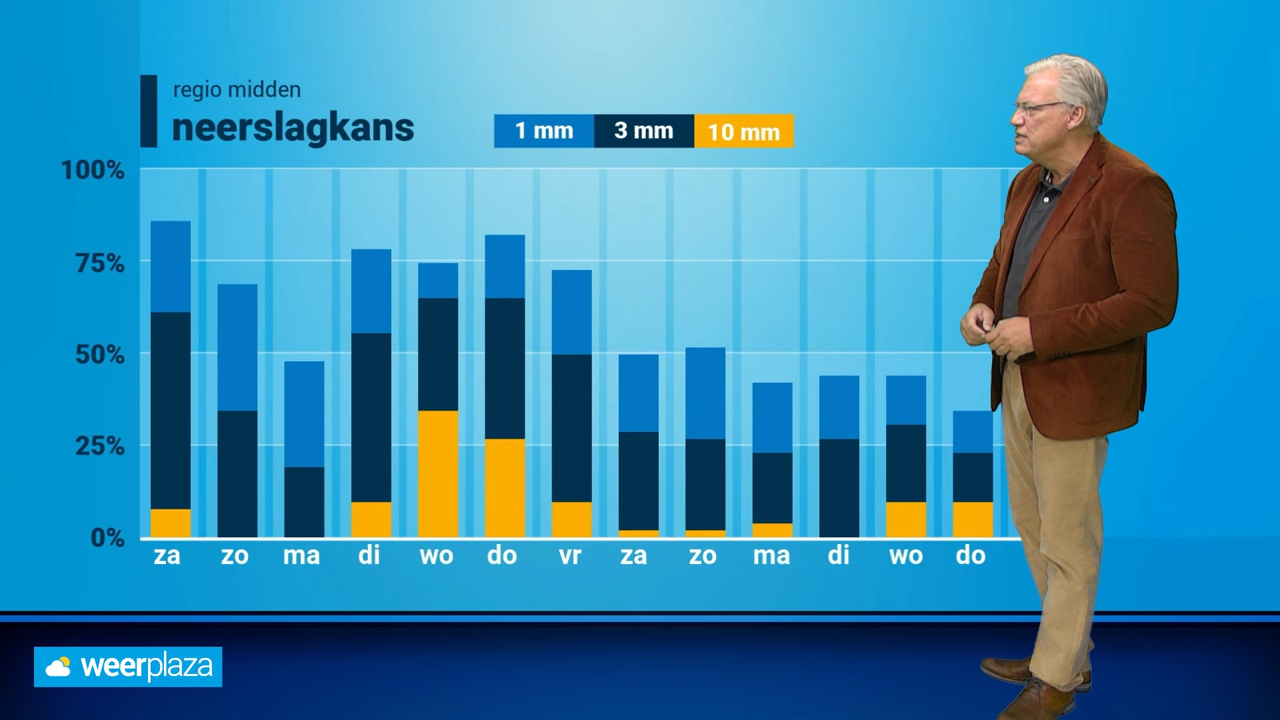 regio midden
neerslagkans
1 mm 3 mm 10 mm
100%
75%
50%
25%
0%
za zo ma di wo do vr za zo ma di wo do
weerplaza